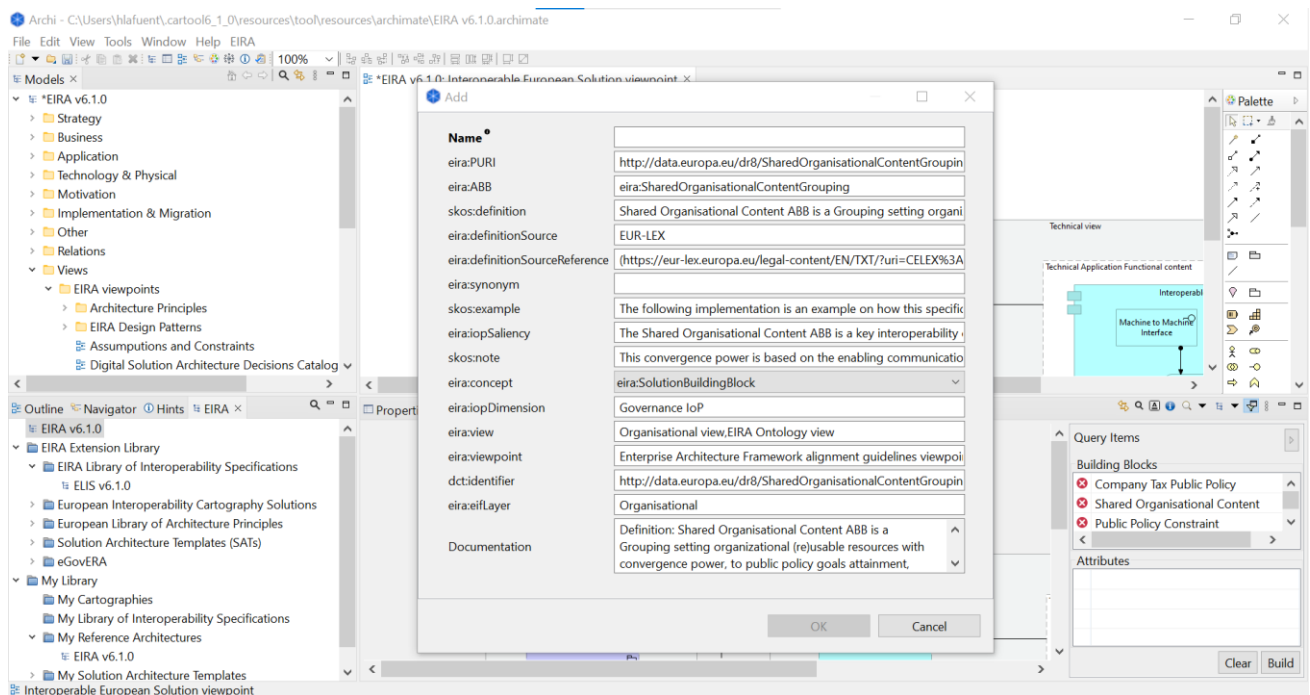 Archi - C:\Users\hlafuent\.cartool6_1_0\resources\tool\resources\archimate\EIRA v6.1.0.archimate
File Edit View Tools Window Help EIRA
100%
Models
*EIRA v6.1.0
Strategy
Business
Application
Technology & Physical
Motivation
Implementation & Migration
Other
Relations
Views
EIRA viewpoints
Architecture Principles
EIRA Design Patterns
Assumptions and Constraints
Digital Solution Architecture Decisions Catalog
*EIRA v6.1.0: Interoperable European Solution viewpoint
Add
Name
eira:PURI http://data.europa.eu/dr8/SharedOrganisationalContentGroupin
eira:ABB eira:SharedOrganisationalContentGrouping
skos:definition Shared Organisational Content ABB is a Grouping setting organi
eira:definitionSource EUR-LEX
eira:definitionSourceReference (https://eur-lex.europa.eu/legal-content/EN/TXT/?uri=CELEX%3A
eira:synonym
skos:example The following implementation is an example on how this specific
eira:iopSaliency The Shared Organisational Content ABB is a key interoperability
skos:note This convergence power is based on the enabling communicatio
eira:concept eira:SolutionBuildingBlock
eira:iopDimension Governance IoP
eira:view Organisational view,EIRA Ontology view
eira:viewpoint Enterprise Architecture Framework alignment guidelines viewpoi
dct:identifier http://data.europa.eu/dr8/SharedOrganisationalContentGroupin
eira:eifLayer Organisational
Documentation
Definition: Shared Organisational Content ABB is a
Grouping setting organizational (re)usable resources with
convergence power, to public policy goals attainment,
OK Cancel
Palette
Technical view
Technical Application Functional content
Interoperabl
Machine to Machine
Interface
Outline Navigator Hints EIRA
EIRA v6.1.0
EIRA Extension Library
EIRA Library of Interoperability Specifications
ELIS v6.1.0
European Interoperability Cartography Solutions
European Library of Architecture Principles
Solution Architecture Templates (SATs)
eGovERA
My Library
My Cartographies
My Library of Interoperability Specifications
My Reference Architectures
EIRA v6.1.0
My Solution Architecture Templates
Interoperable European Solution viewpoint
Properti
Query Items
Building Blocks
Company Tax Public Policy
Shared Organisational Content
Public Policy Constraint
Attributes
Clear Build